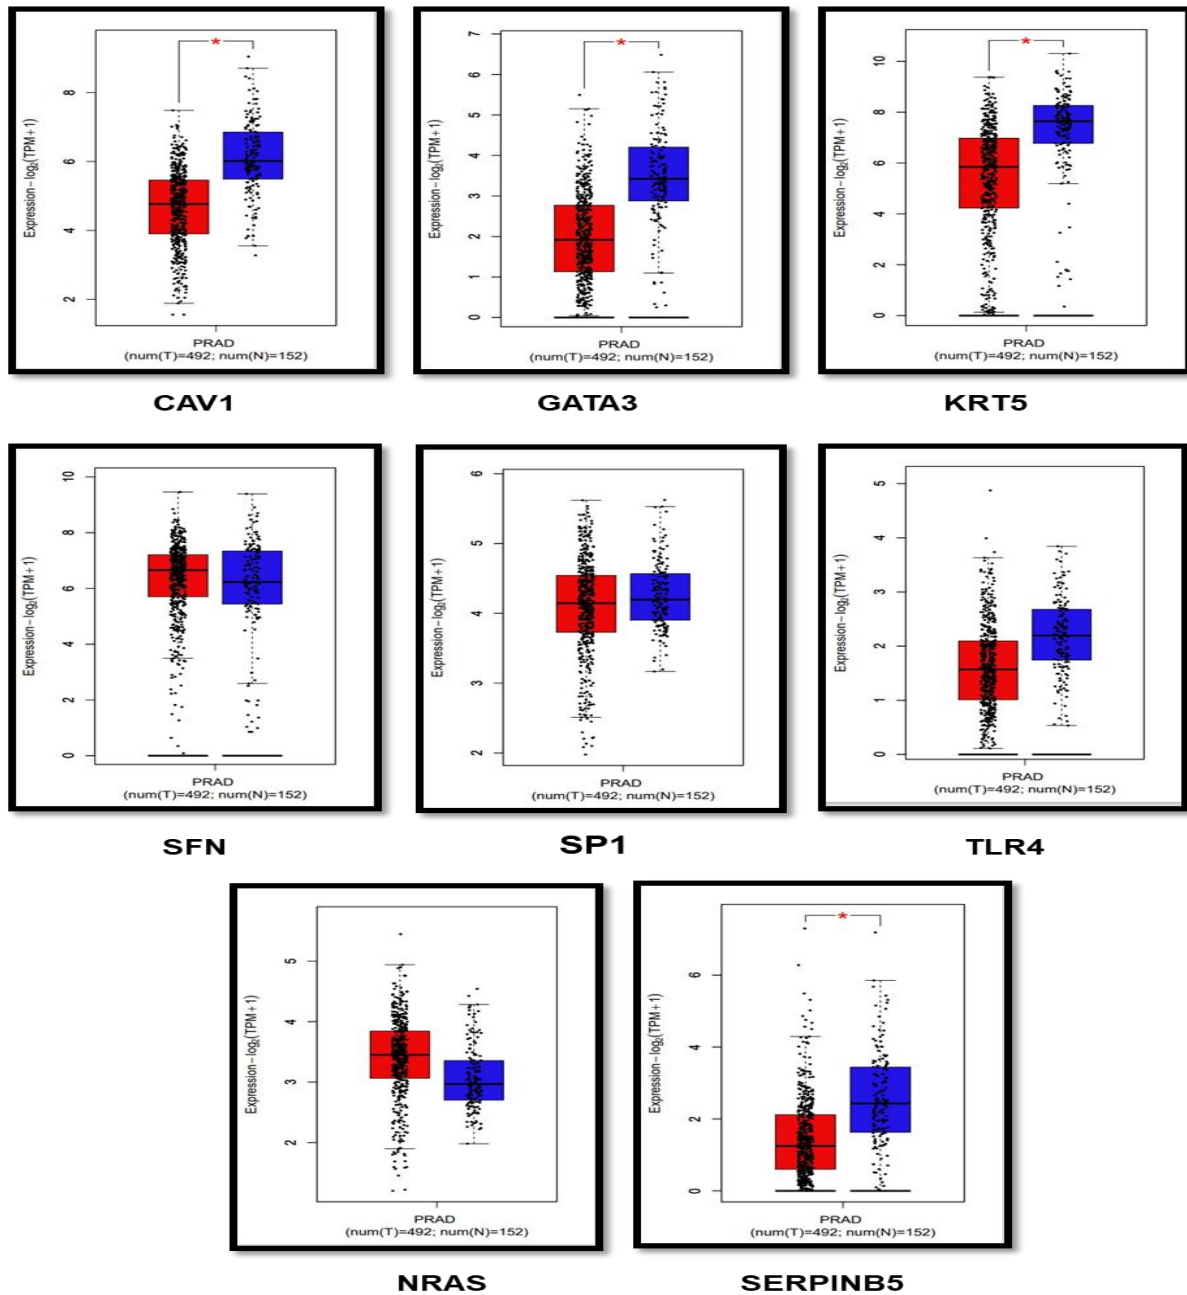 *
8
6
4
2
Expression−log₂(TPM+1)
PRAD
(num(T)=492; num(N)=152)
CAV1
*
7
6
5
4
3
2
1
0
Expression−log₂(TPM+1)
PRAD
(num(T)=492; num(N)=152)
GATA3
*
10
8
6
4
2
0
Expression−log₂(TPM+1)
PRAD
(num(T)=492; num(N)=152)
KRT5
10
8
6
4
2
0
Expression−log₂(TPM+1)
PRAD
(num(T)=492; num(N)=152)
SFN
6
5
4
3
2
Expression−log₂(TPM+1)
PRAD
(num(T)=492; num(N)=152)
SP1
5
4
3
2
1
0
Expression−log₂(TPM+1)
PRAD
(num(T)=492; num(N)=152)
TLR4
5
4
3
2
Expression−log₂(TPM+1)
PRAD
(num(T)=492; num(N)=152)
NRAS
*
6
4
2
0
Expression−log₂(TPM+1)
PRAD
(num(T)=492; num(N)=152)
SERPINB5